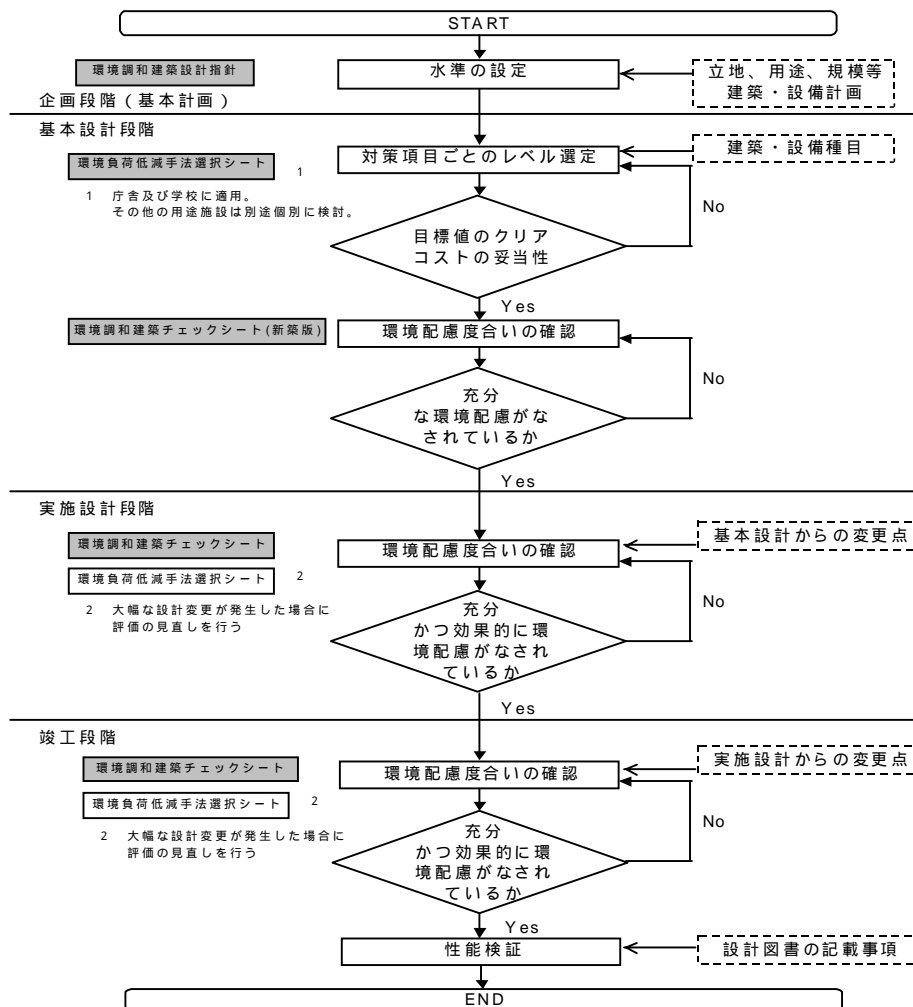 START
環境調和建築設計指針
水準の設定
立地、用途、規模等
建築・設備計画
企画段階（基本計画）
基本設計段階
環境負荷低減手法選択シート
1
対策項目ごとのレベル選定
建築・設備種目
1 庁舎及び学校に適用。
その他の用途施設は別途個別に検討。
No
目標値のクリア
コストの妥当性
Yes
環境調和建築チェックシート(新築版)
環境配慮度合いの確認
No
充分
な環境配慮がな
されているか
Yes
実施設計段階
環境調和建築チェックシート
環境配慮度合いの確認
基本設計からの変更点
環境負荷低減手法選択シート
2
2 大幅な設計変更が発生した場合に
評価の見直しを行う
No
充分
かつ効果的に環
境配慮がなされ
ているか
Yes
竣工段階
環境調和建築チェックシート
環境配慮度合いの確認
実施設計からの変更点
環境負荷低減手法選択シート
2
2 大幅な設計変更が発生した場合に
評価の見直しを行う
No
充分
かつ効果的に環
境配慮がなされ
ているか
Yes
性能検証
設計図書の記載事項
END